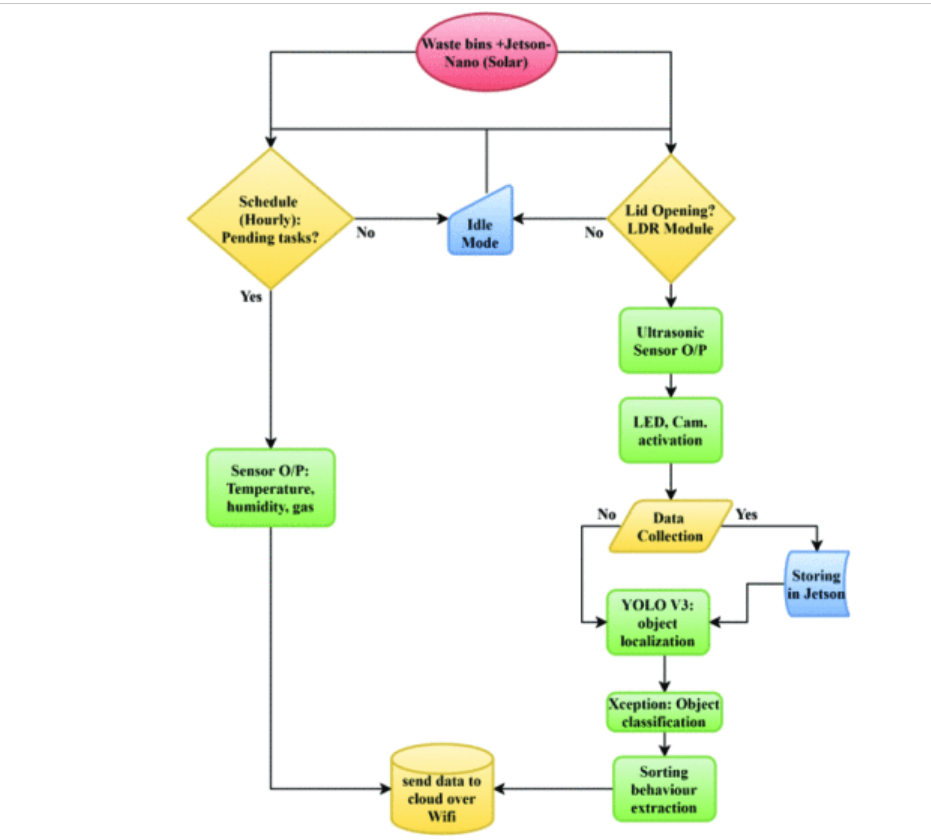 Waste bins +Jetson-
Nano (Solar)
Schedule
(Hourly):
Pending tasks?
No
Idle
Mode
No
Lid Opening?
LDR Module
Yes
Ultrasonic
Sensor O/P
LED, Cam.
activation
Sensor O/P:
Temperature,
humidity, gas
No
Data
Collection
Yes
Storing
in Jetson
YOLO V3:
object
localization
Xception: Object
classification
Sorting
behaviour
extraction
send data to
cloud over
Wifi